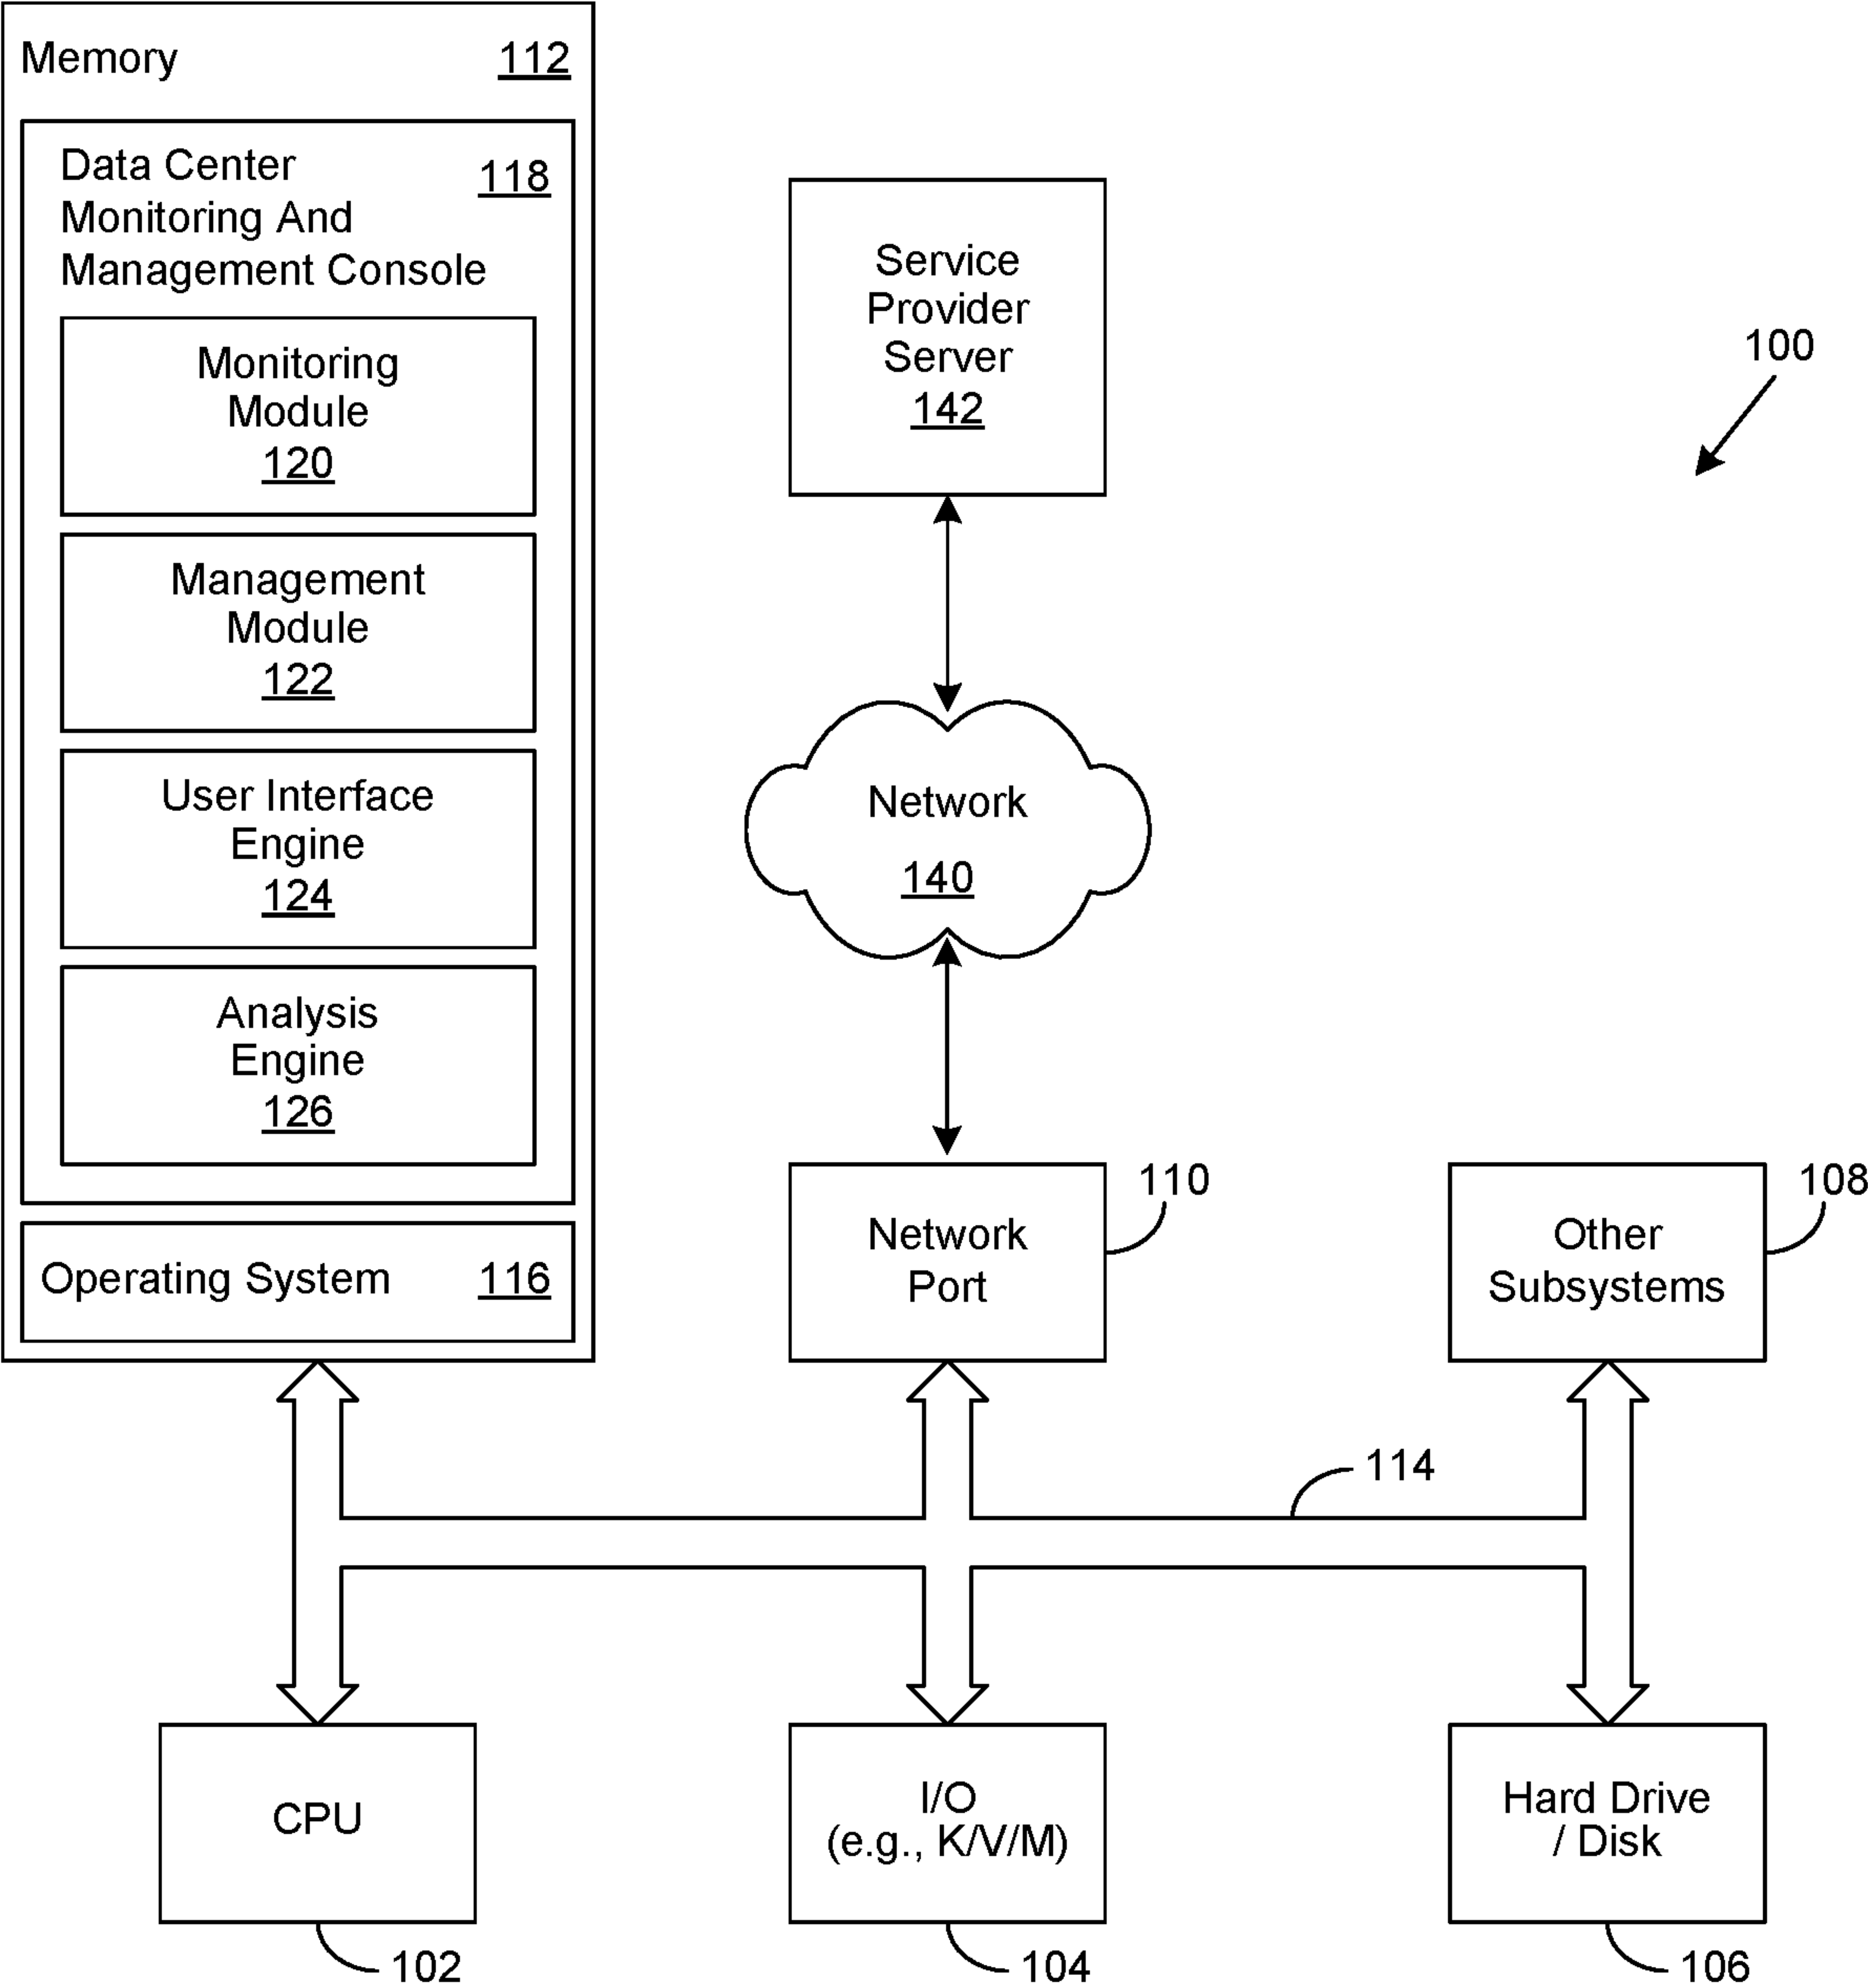 Memory 112
Data Center 118
Monitoring And
Management Console
Monitoring
Module
120
Management
Module
122
User Interface
Engine
124
Analysis
Engine
126
Operating System 116
Service
Provider
Server
142
100
Network
140
Network
Port
110
Other
Subsystems
108
114
CPU
102
I/O
(e.g., K/V/M)
104
Hard Drive
/ Disk
106